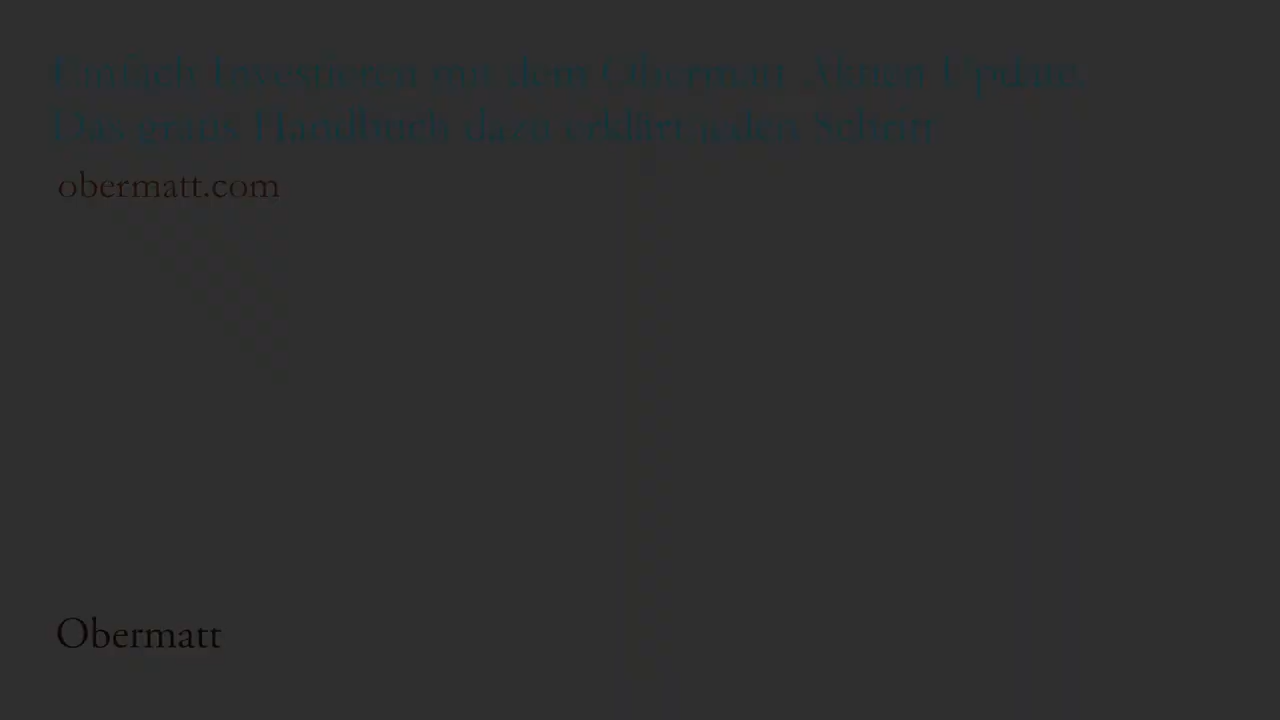 Einfach Investieren mit dem Obermatt Aktien Update.
Das gratis Handbuch dazu erklärt jeden Schritt
obermatt.com
Obermatt